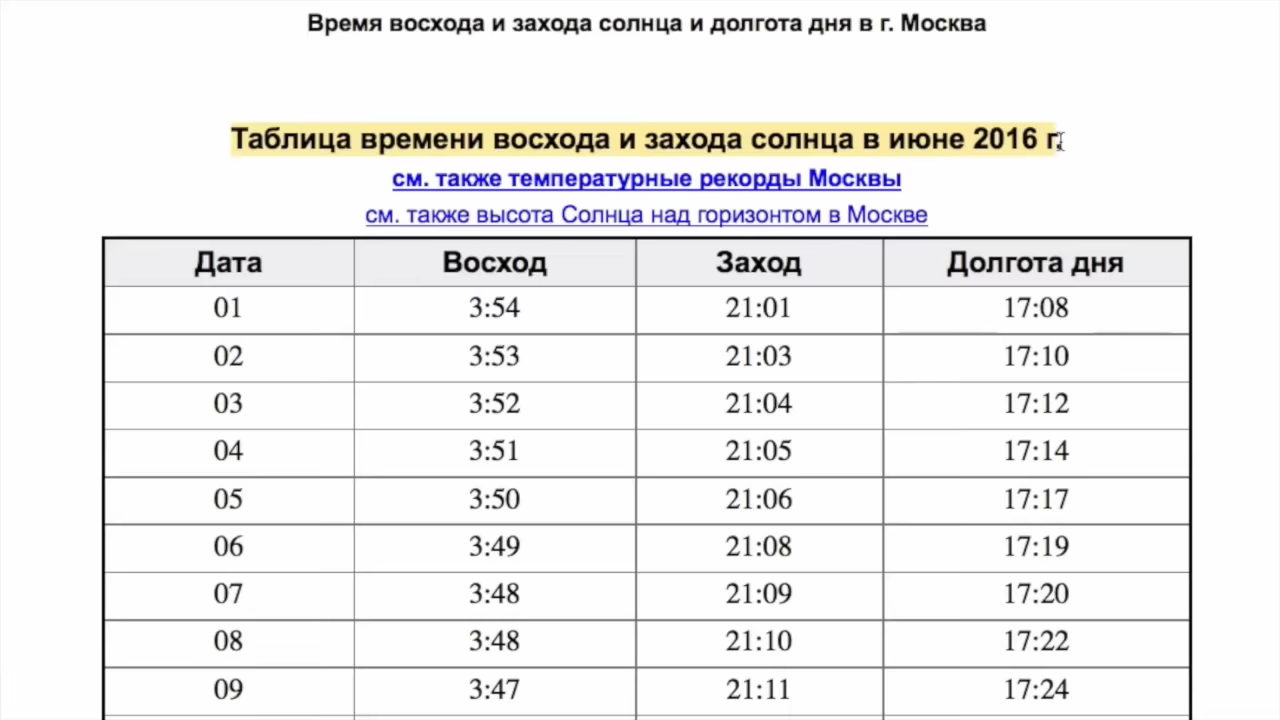 Время восхода и захода солнца и долгота дня в г. Москва
Таблица времени восхода и захода солнца в июне 2016 г.
см. также температурные рекорды Москвы
см. также высота Солнца над горизонтом в Москве
Дата Восход Заход Долгота дня
01 3:54 21:01 17:08
02 3:53 21:03 17:10
03 3:52 21:04 17:12
04 3:51 21:05 17:14
05 3:50 21:06 17:17
06 3:49 21:08 17:19
07 3:48 21:09 17:20
08 3:48 21:10 17:22
09 3:47 21:11 17:24